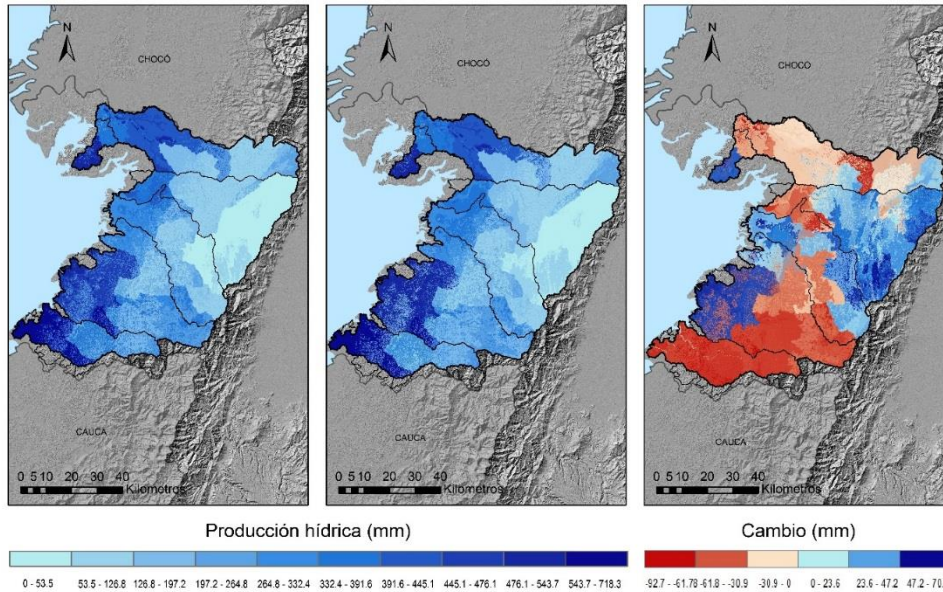 N N N
CHOCÓ CHOCÓ CHOCO
CAUCA CAUCA CAUCA
0 5 10 20 30 40 0 5 10 20 30 40 0 5 10 20 30 40
Kilometros Kilometros Kilometros
Producción hídrica (mm) Cambio (mm)
0 - 53.5 53.5 - 126.8 126.8 - 197.2 197.2 - 264.8 264.8 - 332.4 332.4 - 391.6 391.6 - 445.1 445.1 - 476.1 476.1 - 543.7 543.7 - 718.3 -92.7 - -61.78 -61.8 - -30.9 -30.9 - 0 0 - 23.6 23.6 - 47.2 47.2 - 70.